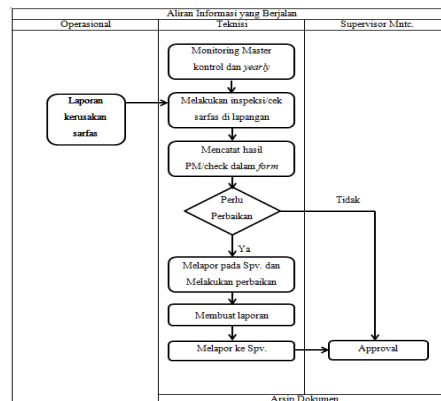 Aliran Informasi yang Berjalan
Operasional
Teknisi
Supervisor Mntc.
Monitoring Master
kontrol dan yearly
Laporan
kerusakan
sarfas
Melakukan inspeksi/cek
sarfas di lapangan
Mencatat hasil
PM/check dalam form
Perlu
Perbaikan
Tidak
Ya
Melapor pada Spv. dan
Melakukan perbaikan
Membuat laporan
Melapor ke Spv.
Approval
Arsip Dokumen